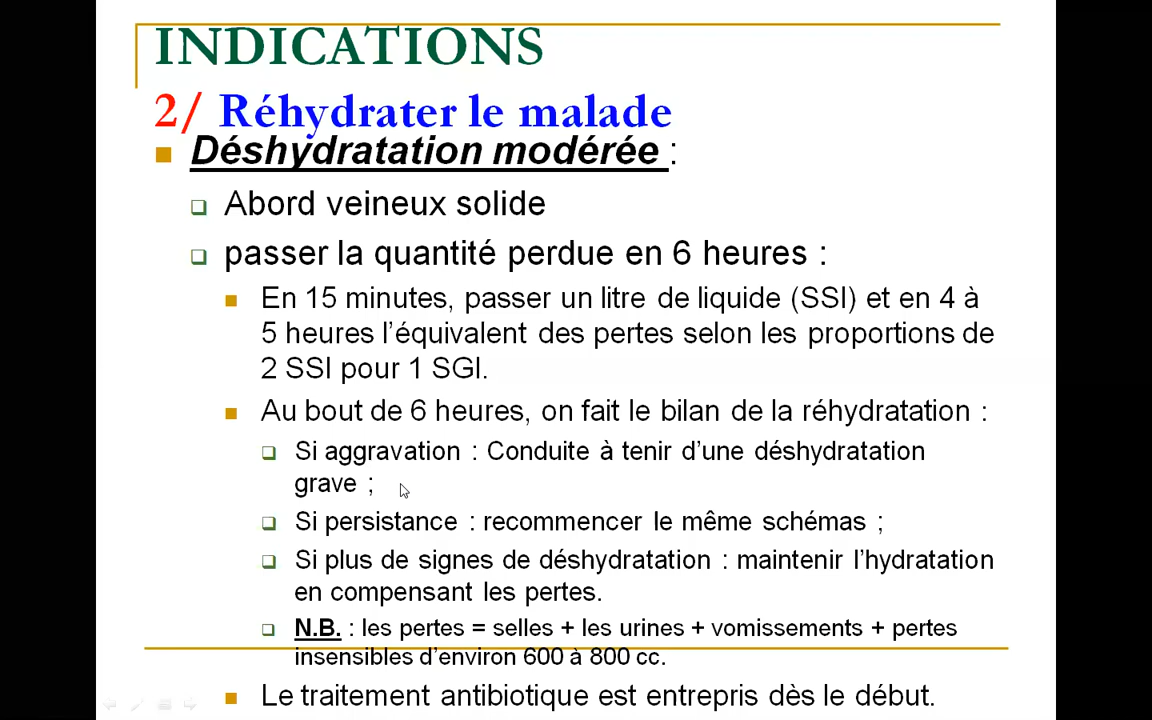 INDICATIONS
2/ Réhydrater le malade
Déshydratation modérée :
Abord veineux solide
passer la quantité perdue en 6 heures :
En 15 minutes, passer un litre de liquide (SSI) et en 4 à
5 heures l’équivalent des pertes selon les proportions de
2 SSI pour 1 SGI.
Au bout de 6 heures, on fait le bilan de la réhydratation :
Si aggravation : Conduite à tenir d’une déshydratation
grave ;
Si persistance : recommencer le même schémas ;
Si plus de signes de déshydratation : maintenir l’hydratation
en compensant les pertes.
N.B. : les pertes = selles + les urines + vomissements + pertes
insensibles d’environ 600 à 800 cc.
Le traitement antibiotique est entrepris dès le début.